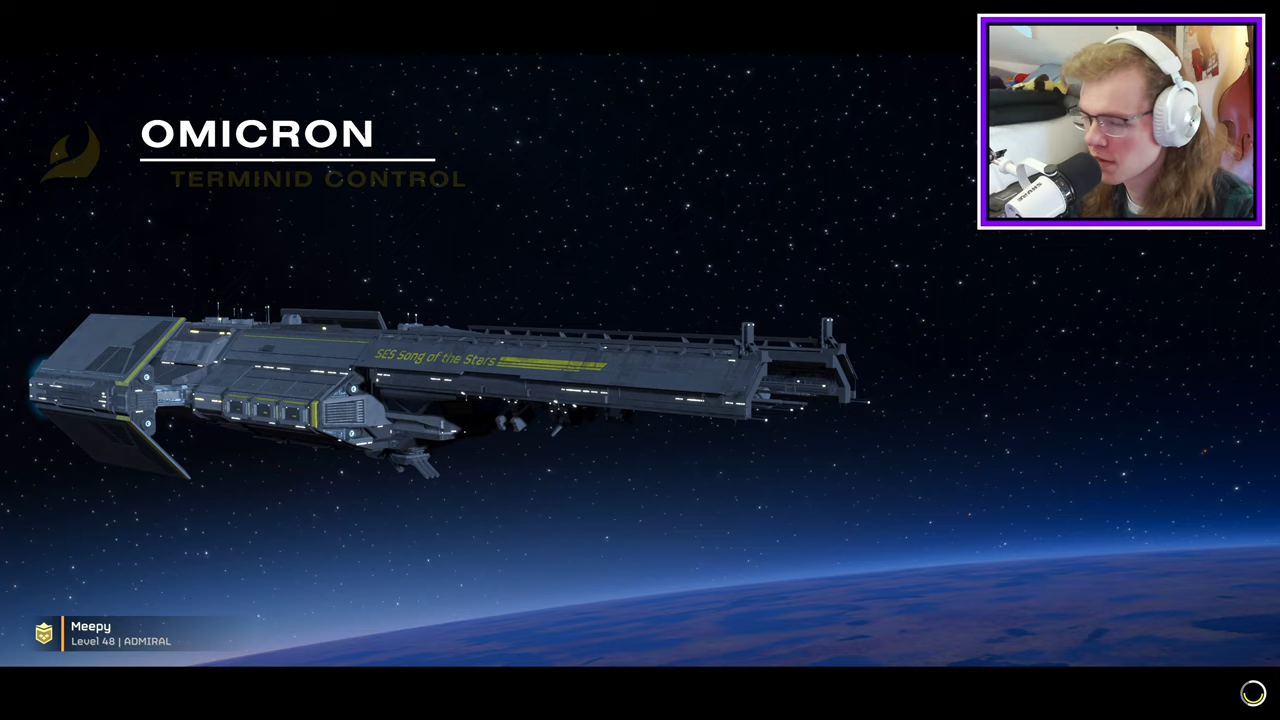 OMICRON
TERMINID CONTROL
SES Song of the Stars
Meepy
Level 48 | ADMIRAL